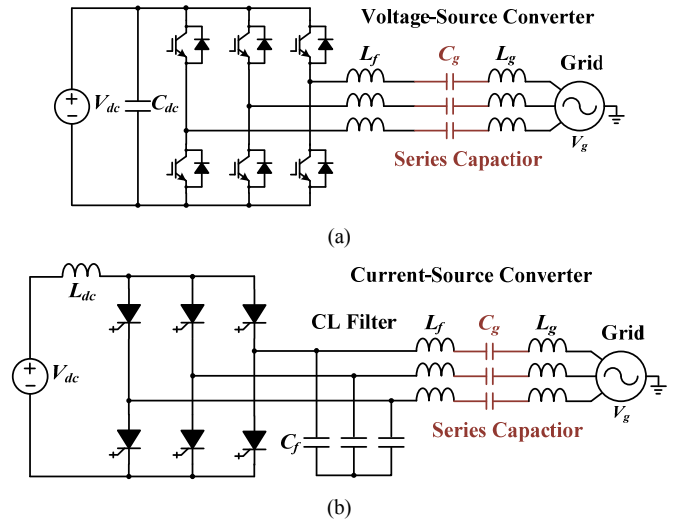 Voltage-Source Converter
L_f C_g L_g Grid
V_dc C_dc
V_g
Series Capactior
(a)
Current-Source Converter
L_dc
CL Filter L_f C_g L_g Grid
V_dc
V_g
Series Capactior
C_f
(b)